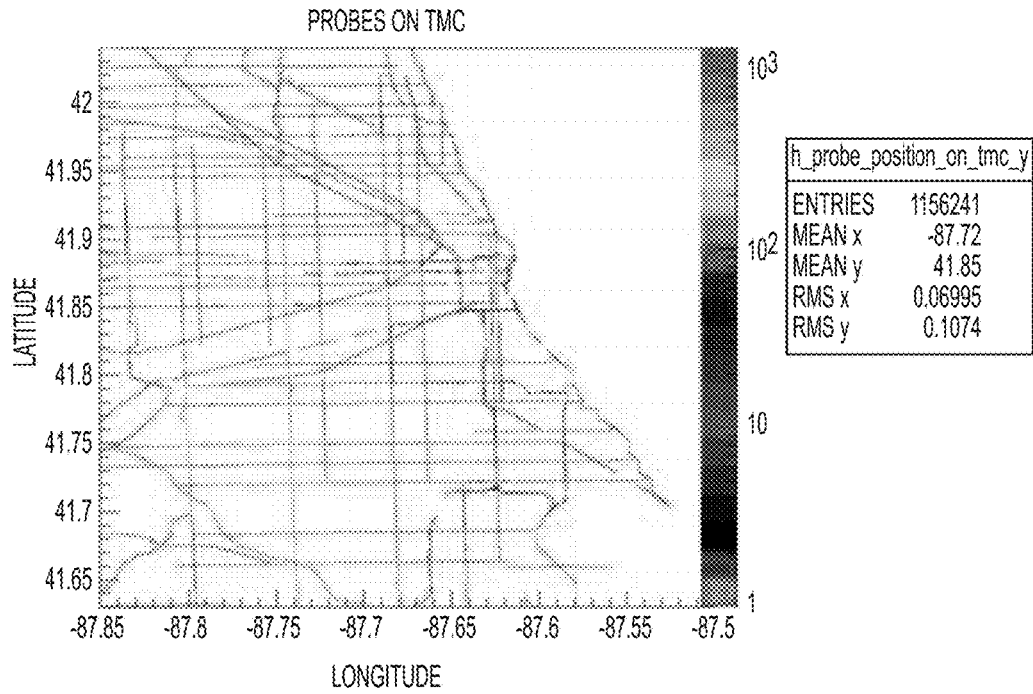 PROBES ON TMC
LATITUDE
42
41.95
41.9
41.85
41.8
41.75
41.7
41.65
-87.85
-87.8
-87.75
-87.7
-87.65
-87.6
-87.55
-87.5
LONGITUDE
10³
10²
10
1
h_probe_position_on_tmc_y
ENTRIES 1156241
MEAN x -87.72
MEAN y 41.85
RMS x 0.06995
RMS y 0.1074